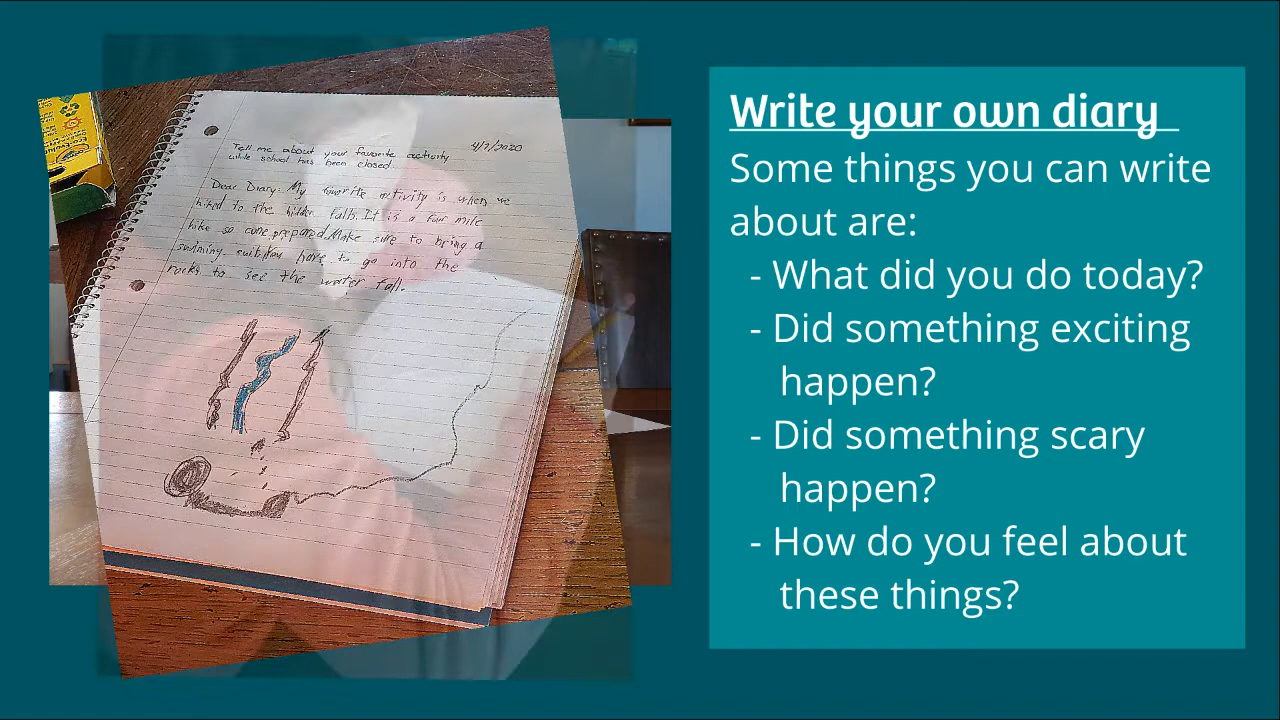 Tell me about your favorite activity 4/7/2020
while school has been closed.
Dear Diary: My favorite activity is when we
hiked to the hidden falls. It is a few mile
hike so come prepared. Make sure to bring a
swiming suit. You have to go into the
rocks to see the water fall.
Write your own diary
Some things you can write
about are:
- What did you do today?
- Did something exciting
happen?
- Did something scary
happen?
- How do you feel about
these things?